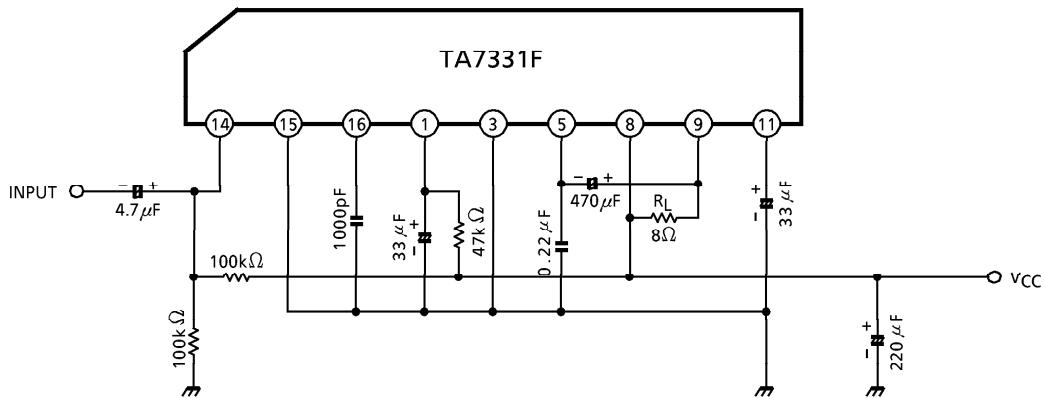 TA7331F
14 15 16 1 3 5 8 9 11
INPUT
− +
4.7μF
1000pF
33μF
+
−
47kΩ
0.22μF
− +
470μF
RL
8Ω
+
−
33μF
100kΩ
VCC
100kΩ
+
−
220μF